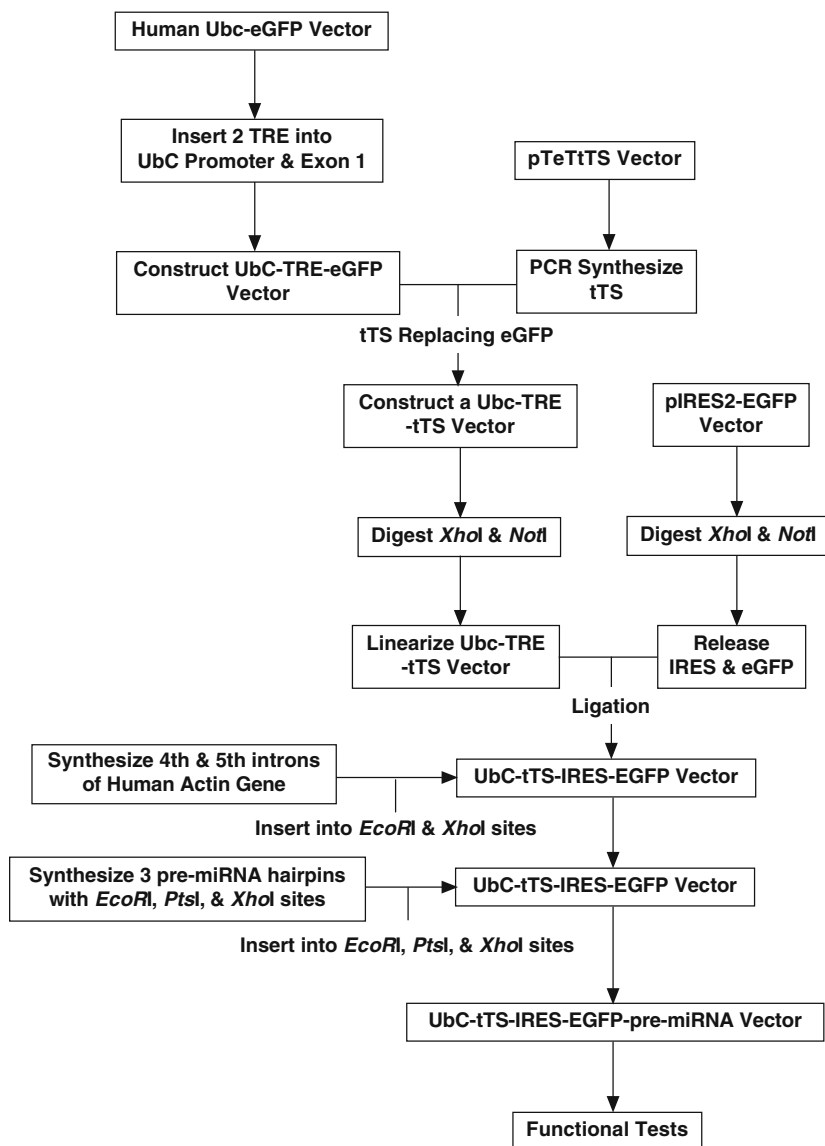 Human Ubc-eGFP Vector
Insert 2 TRE into
UbC Promoter & Exon 1
pTeTtTS Vector
Construct UbC-TRE-eGFP
Vector
PCR Synthesize
tTS
tTS Replacing eGFP
Construct a Ubc-TRE
-tTS Vector
pIRES2-EGFP
Vector
Digest XhoI & NotI
Digest XhoI & NotI
Linearize Ubc-TRE
-tTS Vector
Release
IRES & eGFP
Ligation
Synthesize 4th & 5th introns
of Human Actin Gene
UbC-tTS-IRES-EGFP Vector
Insert into EcoRI & XhoI sites
Synthesize 3 pre-miRNA hairpins
with EcoRI, PtsI, & XhoI sites
UbC-tTS-IRES-EGFP Vector
Insert into EcoRI, PtsI, & XhoI sites
UbC-tTS-IRES-EGFP-pre-miRNA Vector
Functional Tests